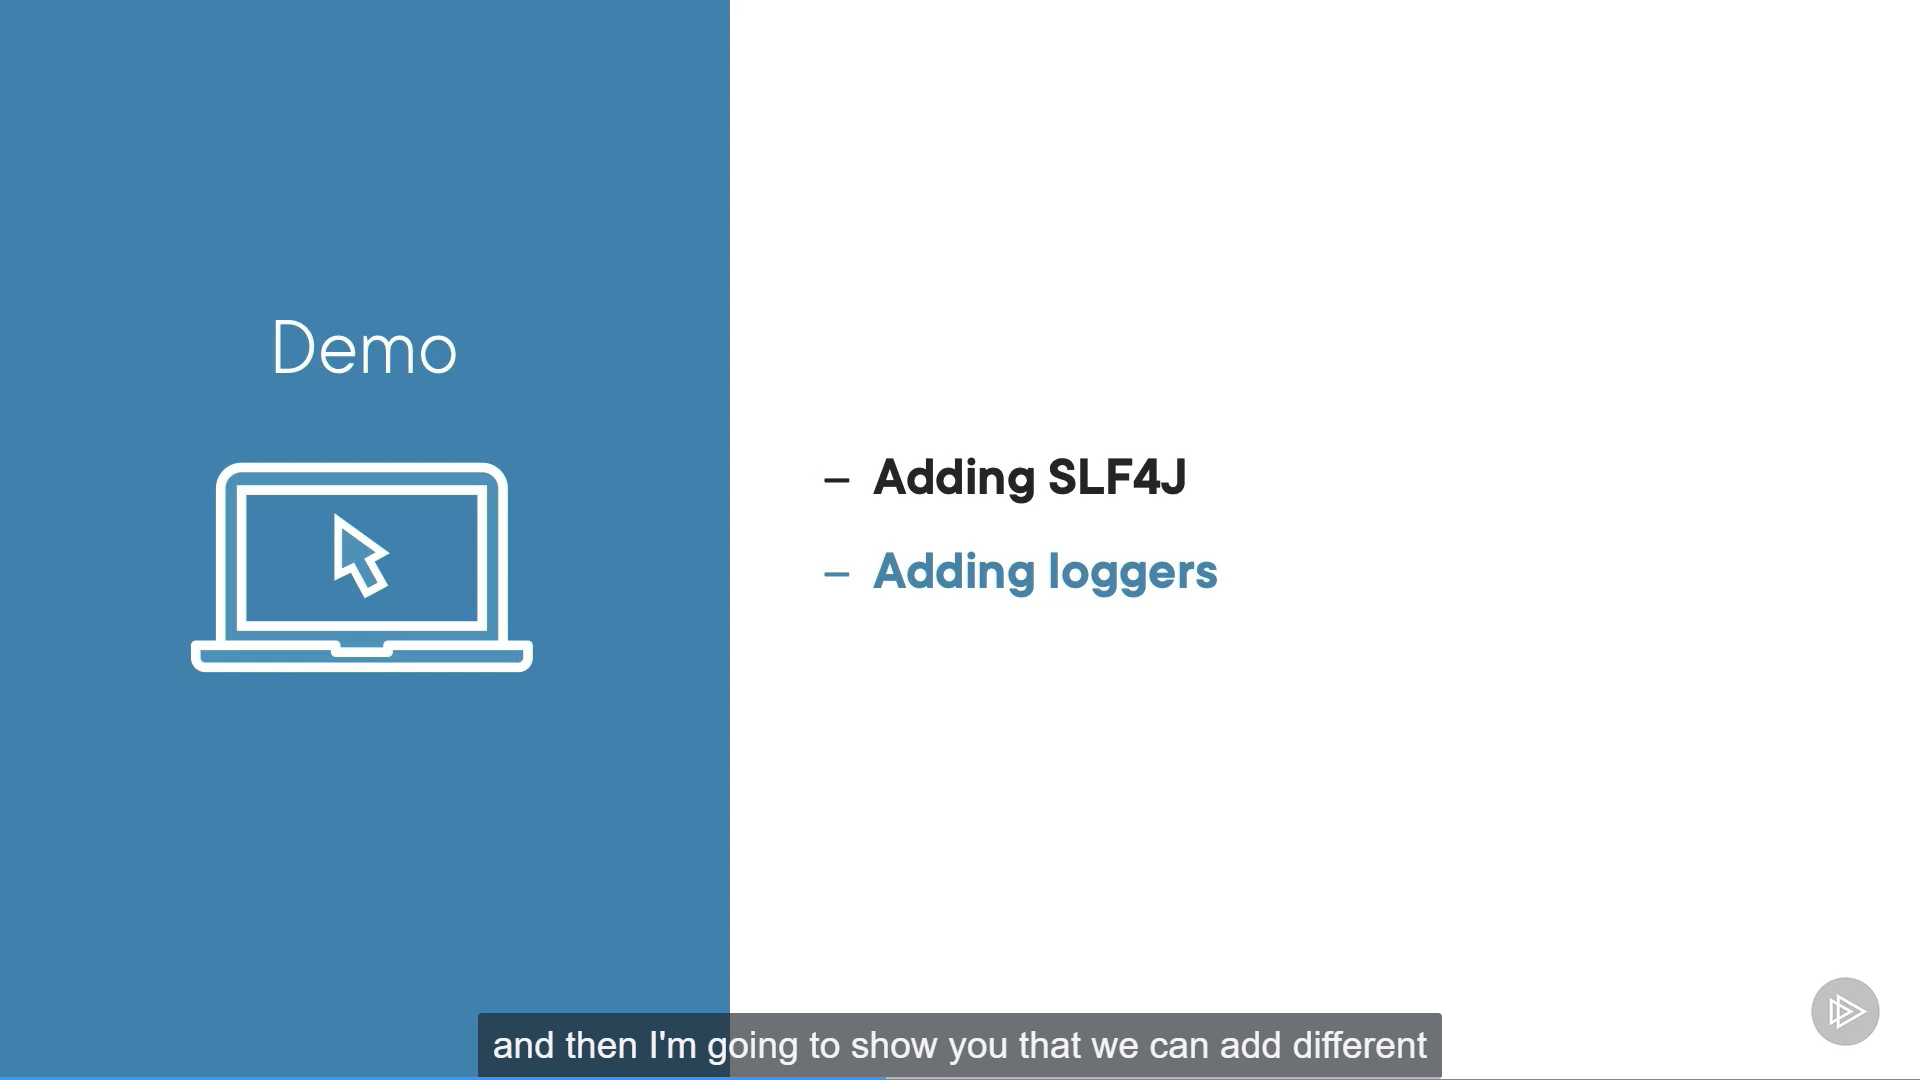 Demo
– Adding SLF4J
– Adding loggers
and then I'm going to show you that we can add different